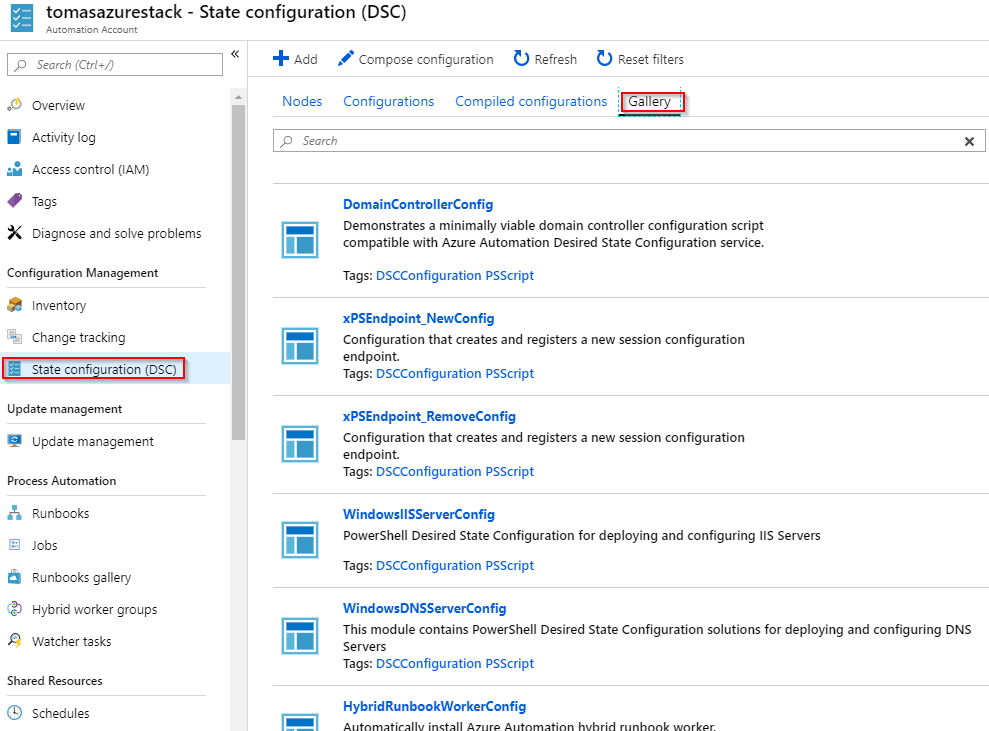 tomasazurestack - State configuration (DSC)
Automation Account
Search (Ctrl+/)
«
Overview
Activity log
Access control (IAM)
Tags
Diagnose and solve problems
Configuration Management
Inventory
Change tracking
State configuration (DSC)
Update management
Update management
Process Automation
Runbooks
Jobs
Runbooks gallery
Hybrid worker groups
Watcher tasks
Shared Resources
Schedules
Add Compose configuration Refresh Reset filters
Nodes Configurations Compiled configurations Gallery
Search
DomainControllerConfig
Demonstrates a minimally viable domain controller configuration script
compatible with Azure Automation Desired State Configuration service.
Tags: DSCConfiguration PSScript
xPSEndpoint_NewConfig
Configuration that creates and registers a new session configuration
endpoint.
Tags: DSCConfiguration PSScript
xPSEndpoint_RemoveConfig
Configuration that creates and registers a new session configuration
endpoint.
Tags: DSCConfiguration PSScript
WindowsIISServerConfig
PowerShell Desired State Configuration for deploying and configuring IIS Servers
Tags: DSCConfiguration PSScript
WindowsDNSServerConfig
This module contains PowerShell Desired State Configuration solutions for deploying and configuring DNS
Servers
Tags: DSCConfiguration PSScript
HybridRunbookWorkerConfig
Automatically install Azure Automation hybrid runbook worker.